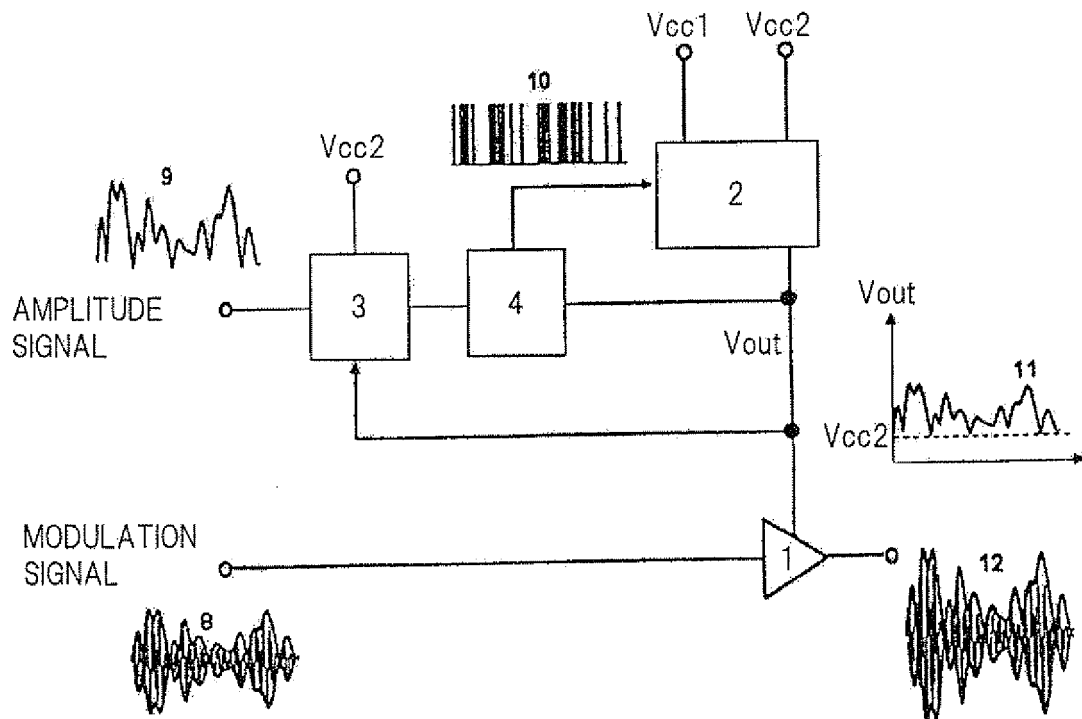 Vcc1 Vcc2
10
Vcc2
9
2
3
4
AMPLITUDE
SIGNAL
Vout
Vout
11
Vcc2
MODULATION
SIGNAL
1
12
8